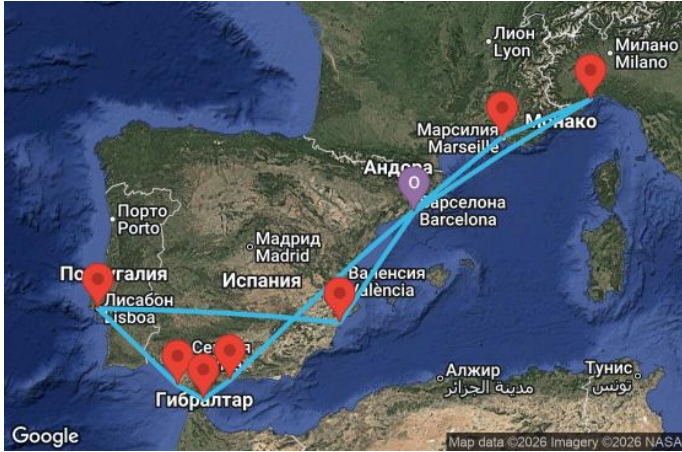 Лион
Lyon
Милано
Milano
Марсилия
Marseille
Монако
Андора
O
Барселона
Barcelona
Порто
Porto
Мадрид
Madrid
Испания
Валенсия
València
Лисабон
Lisboa
Гибралтар
Алжир
مدينة الجزائر
Тунис
تونس
Google
Map data ©2026 Imagery ©2026 NASA